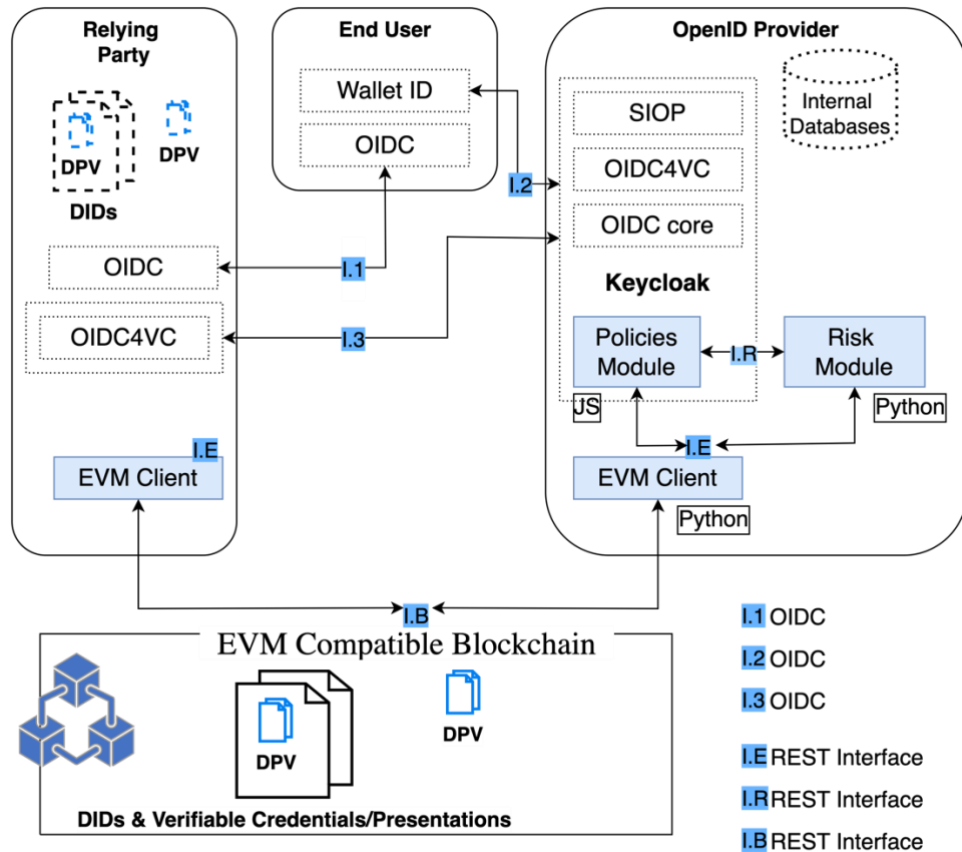 Relying
Party
DPV
DPV
DIDs
OIDC
OIDC4VC
I.E
EVM Client
End User
Wallet ID
OIDC
I.1
I.2
I.3
OpenID Provider
Internal
Databases
SIOP
OIDC4VC
OIDC core
Keycloak
Policies
Module
I.R
Risk
Module
JS
Python
I.E
EVM Client
Python
I.B
EVM Compatible Blockchain
DPV
DPV
DIDs & Verifiable Credentials/Presentations
I.1 OIDC
I.2 OIDC
I.3 OIDC
I.E REST Interface
I.R REST Interface
I.B REST Interface